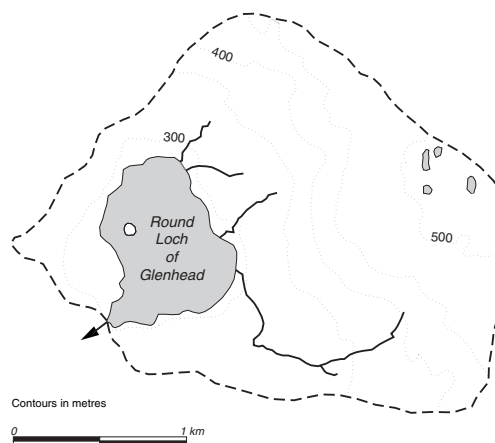 400
300
Round
Loch
of
Glenhead
500
Contours in metres
0 1 km